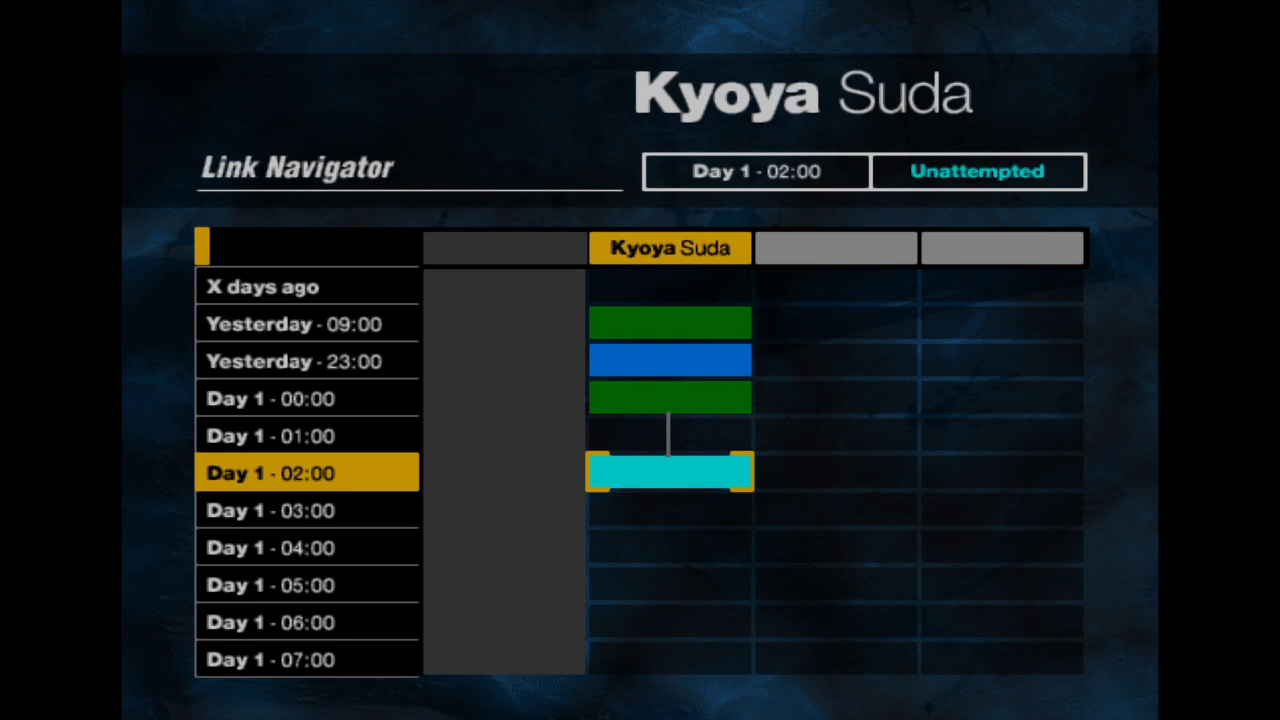 Kyoya Suda
Link Navigator
Day 1 - 02:00
Unattempted
Kyoya Suda
X days ago
Yesterday - 09:00
Yesterday - 23:00
Day 1 - 00:00
Day 1 - 01:00
Day 1 - 02:00
Day 1 - 03:00
Day 1 - 04:00
Day 1 - 05:00
Day 1 - 06:00
Day 1 - 07:00